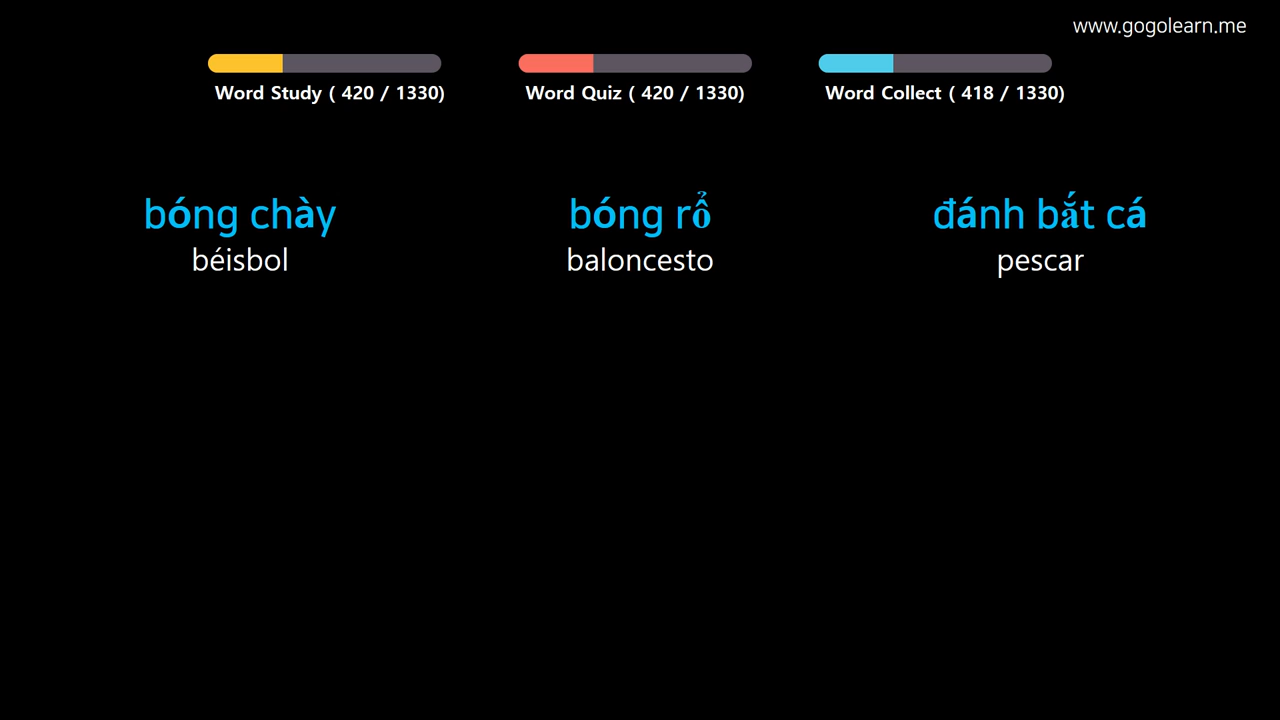 www.gogolearn.me
Word Study ( 420 / 1330)
Word Quiz ( 420 / 1330)
Word Collect ( 418 / 1330)
bóng chày
béisbol
bóng rổ
baloncesto
đánh bắt cá
pescar